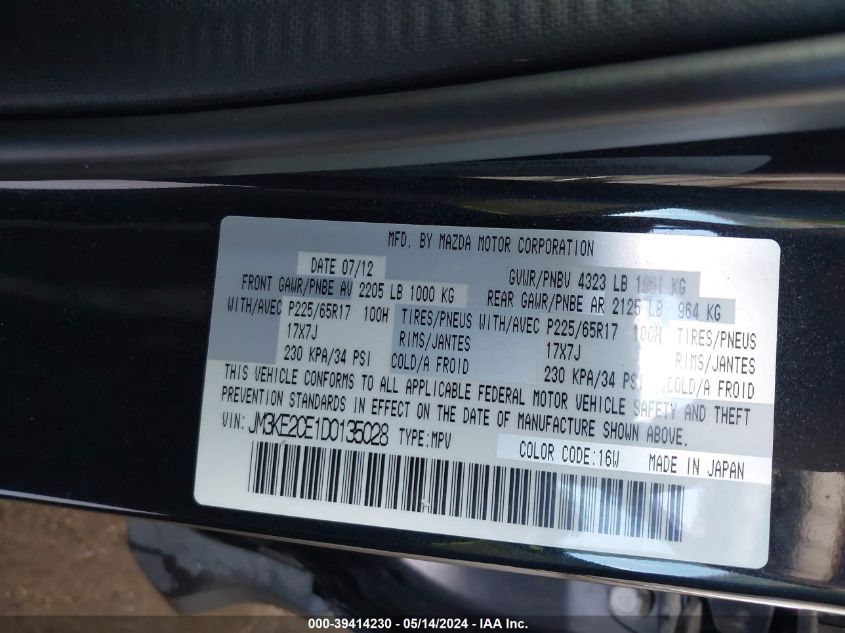 MFD. BY MAZDA MOTOR CORPORATION
DATE 07/12 GVWR/PNBV 4323 LB 1961 KG
FRONT GAWR/PNBE AV 2205 LB 1000 KG REAR GAWR/PNBE AR 2125 LB 964 KG
WITH/AVEC P225/65R17 100H TIRES/PNEUS WITH/AVEC P225/65R17 100H TIRES/PNEUS
17X7J RIMS/JANTES 17X7J RIMS/JANTES
230 KPA/34 PSI COLD/A FROID 230 KPA/34 PSI COLD/A FROID
THIS VEHICLE CONFORMS TO ALL APPLICABLE FEDERAL MOTOR VEHICLE SAFETY AND THEFT
PREVENTION STANDARDS IN EFFECT ON THE DATE OF MANUFACTURE SHOWN ABOVE.
VIN: JM3KE2CE1D0135028 TYPE:MPV
COLOR CODE:16W MADE IN JAPAN
000-39414230 - 05/14/2024 - IAA Inc.